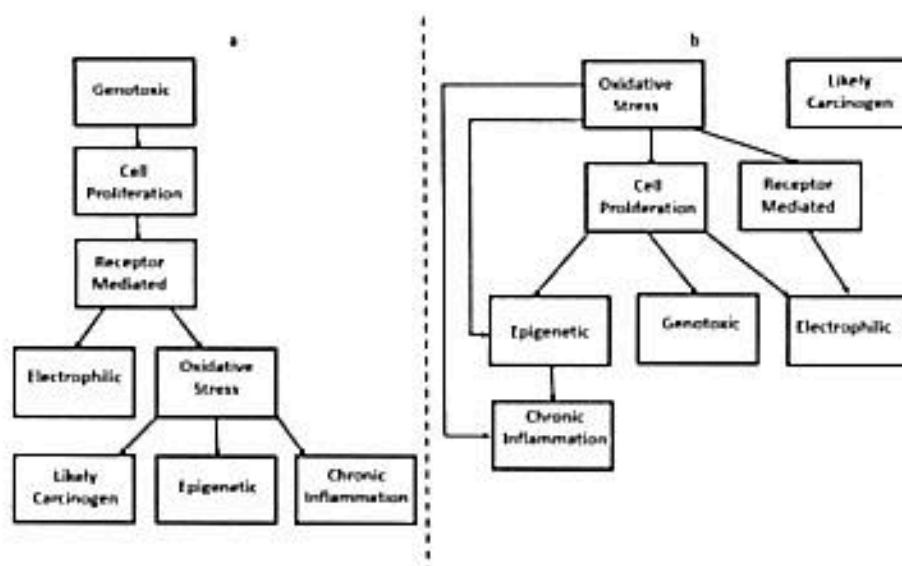 a
Genotoxic
Cell
Proliferation
Receptor
Mediated
Electrophilic
Oxidative
Stress
Likely
Carcinogen
Epigenetic
Chronic
Inflammation
b
Oxidative
Stress
Likely
Carcinogen
Cell
Proliferation
Receptor
Mediated
Epigenetic
Genotoxic
Electrophilic
Chronic
Inflammation